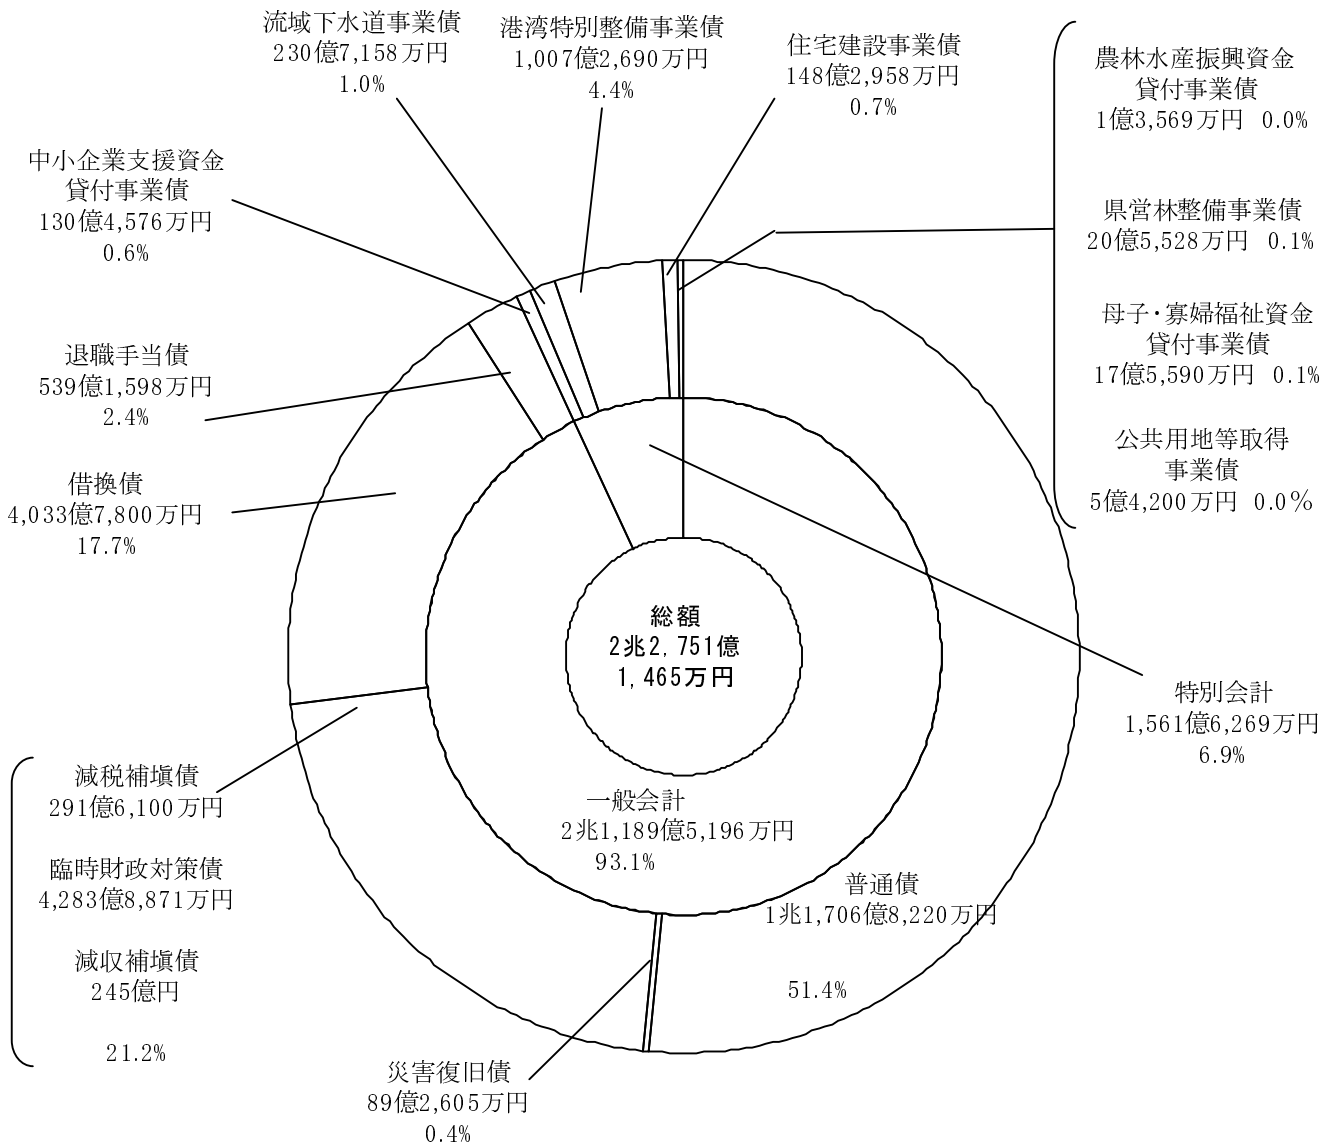 流域下水道事業債
230億7,158万円
1.0%
港湾特別整備事業債
1,007億2,690万円
4.4%
住宅建設事業債
148億2,958万円
0.7%
農林水産振興資金
貸付事業債
1億3,569万円 0.0%
県営林整備事業債
20億5,528万円 0.1%
母子・寡婦福祉資金
貸付事業債
17億5,590万円 0.1%
公共用地等取得
事業債
5億4,200万円 0.0%
中小企業支援資金
貸付事業債
130億4,576万円
0.6%
退職手当債
539億1,598万円
2.4%
借換債
4,033億7,800万円
17.7%
総額
2兆2,751億
1,465万円
特別会計
1,561億6,269万円
6.9%
一般会計
2兆1,189億5,196万円
93.1%
普通債
1兆1,706億8,220万円
51.4%
減税補塡債
291億6,100万円
臨時財政対策債
4,283億8,871万円
減収補塡債
245億円
21.2%
災害復旧債
89億2,605万円
0.4%